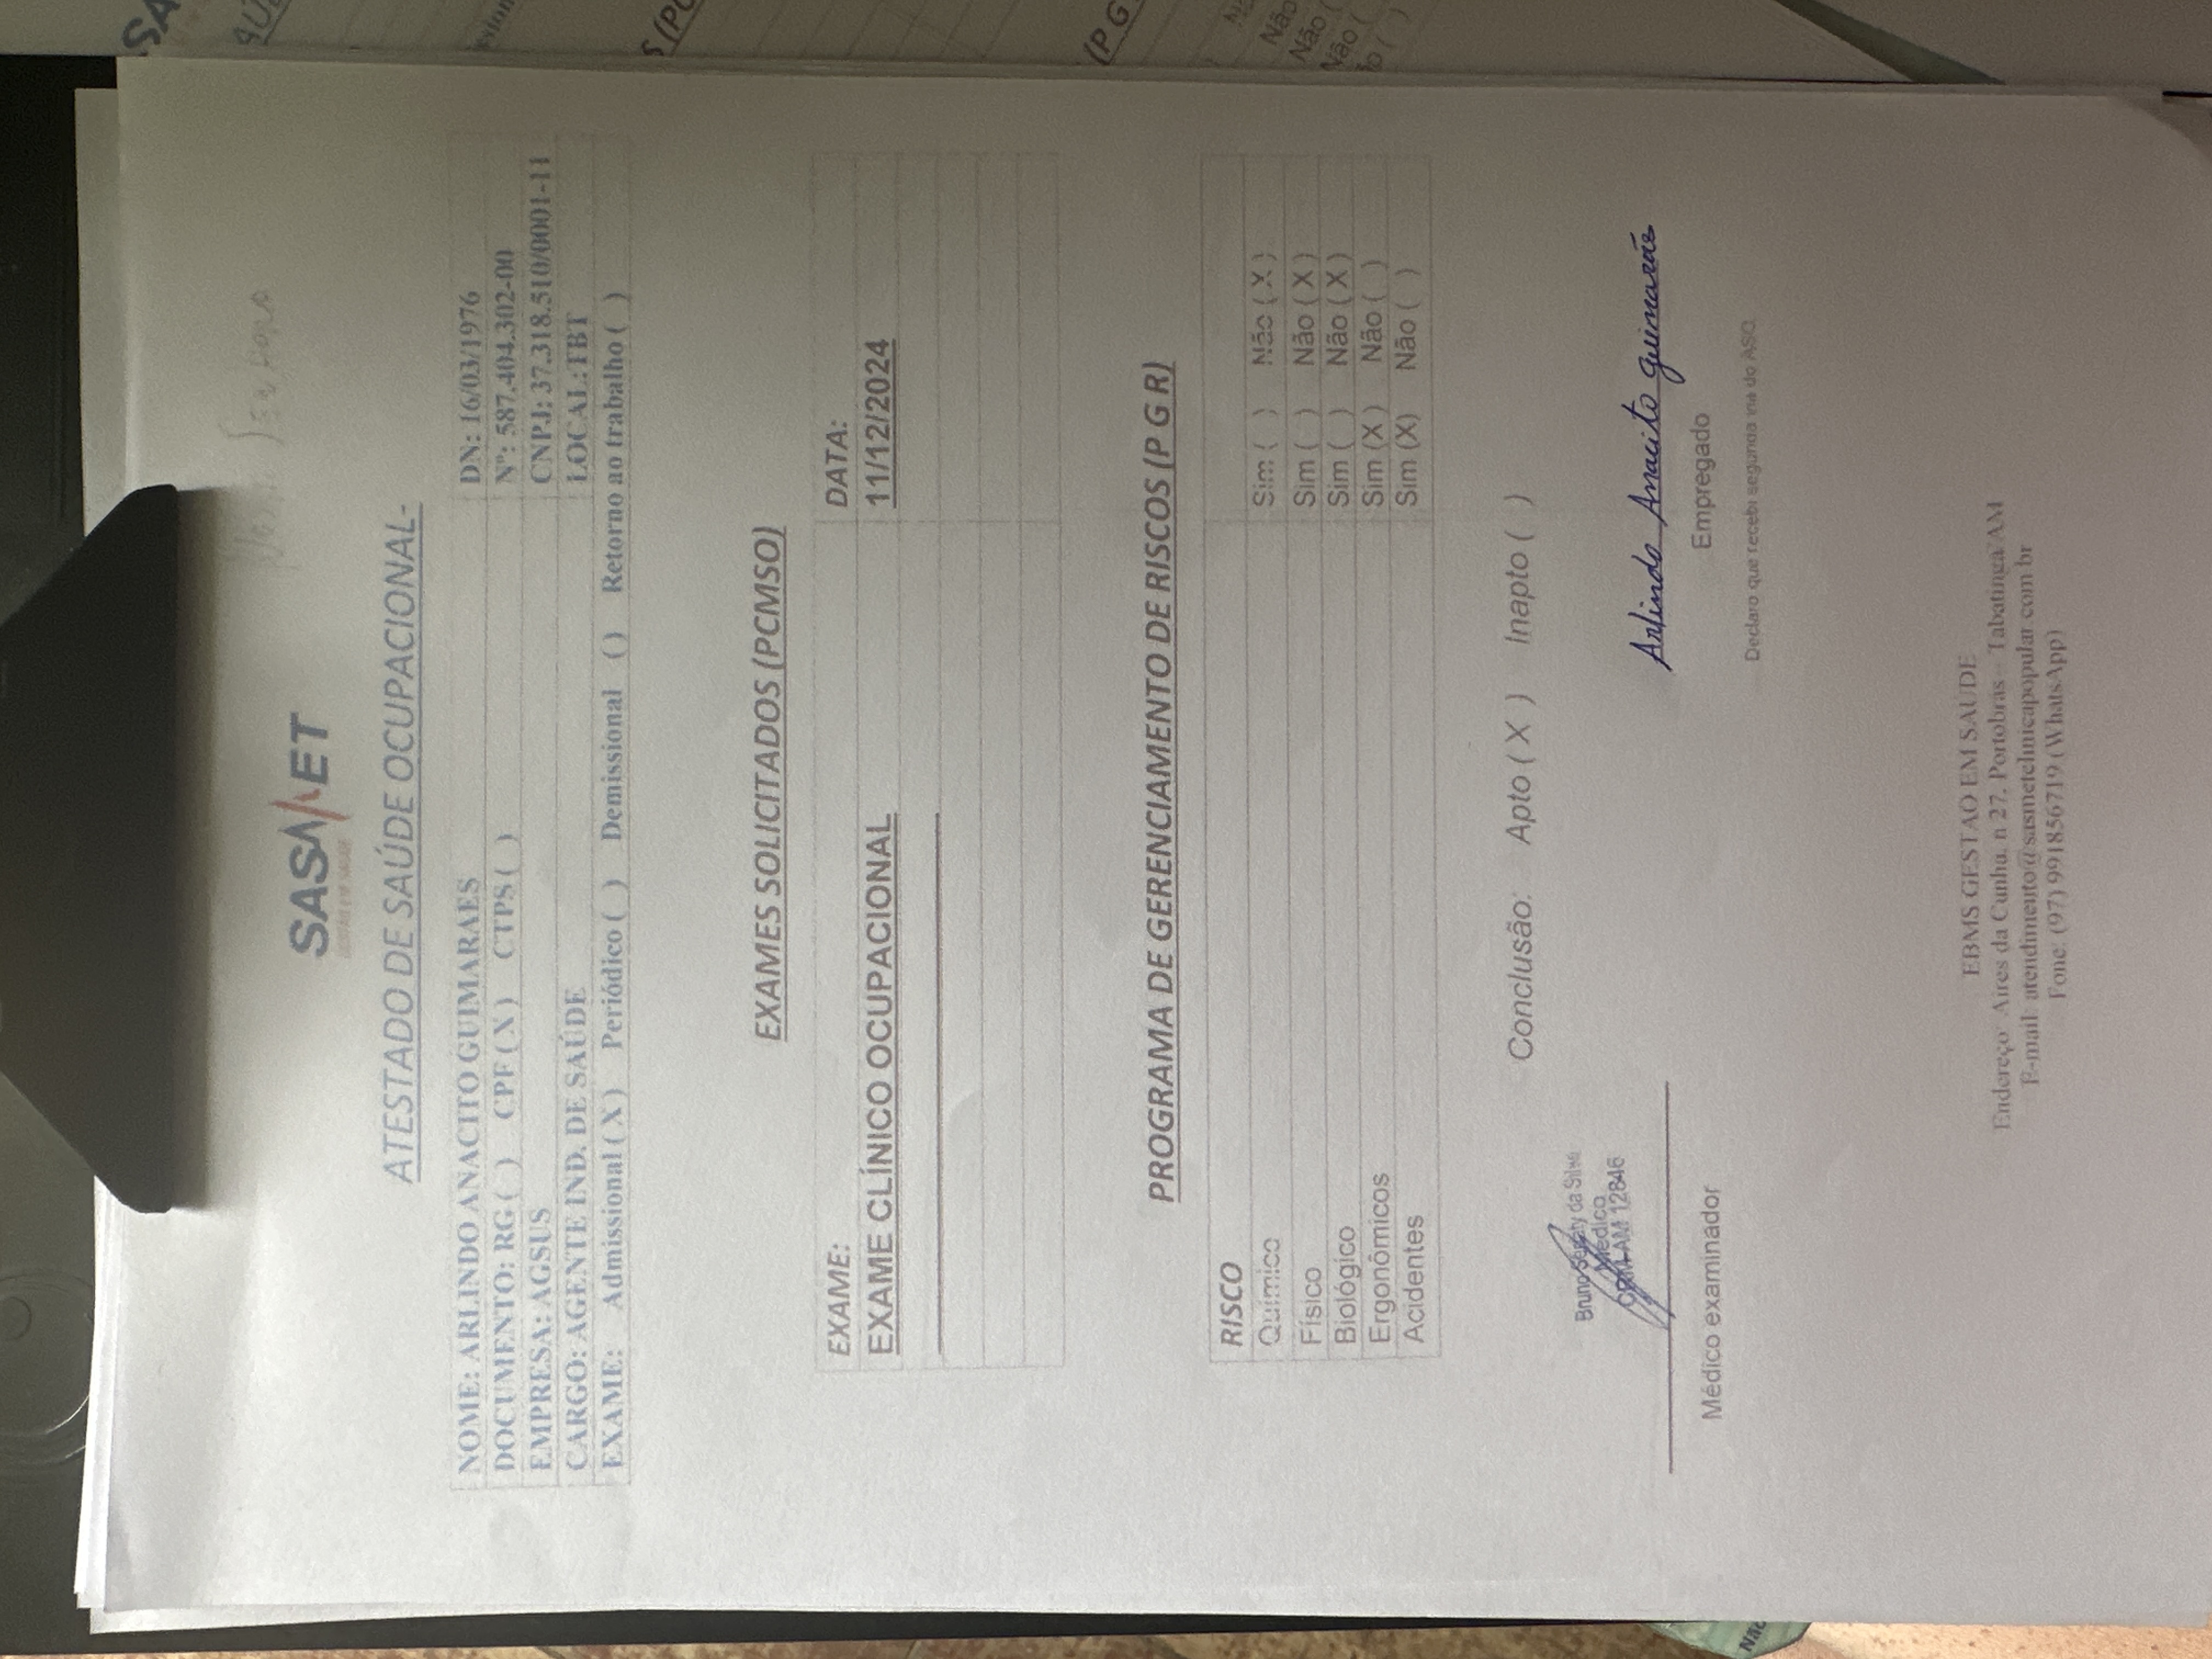 SASMET
GESTÃO EM SAÚDE
ATESTADO DE SAÚDE OCUPACIONAL-
NOME: ARLINDO ANACITO GUIMARAES DN: 16/03/1976
DOCUMENTO: RG ( ) CPF ( X ) CTPS ( ) Nº: 587.404.302-00
EMPRESA: AGSUS CNPJ: 37.318.510/0001-11
CARGO: AGENTE IND. DE SAÚDE LOCAL:TBT
EXAME: Admissional ( X ) Periódico ( ) Demissional ( ) Retorno ao trabalho ( )
EXAMES SOLICITADOS (PCMSO)
EXAME: DATA:
EXAME CLÍNICO OCUPACIONAL 11/12/2024
PROGRAMA DE GERENCIAMENTO DE RISCOS (P G R)
RISCO
Químico Sim ( ) Não ( X )
Físico Sim ( ) Não ( X )
Biológico Sim ( ) Não ( X )
Ergonômicos Sim (X ) Não ( )
Acidentes Sim (X) Não ( )
Conclusão: Apto ( X ) Inapto ( )
Bruno da Silva
Médico
CRM-AM 12846
Arlindo Anacito Guimarães
Médico examinador
Empregado
Declaro que recebi segunda via do ASO.
EBMS GESTAO EM SAUDE
Endereço: Aires da Cunha, n 27, Portobras – Tabatinga/AM
E-mail: atendimento@sasmetclinicapopular.com.br
Fone: (97) 991856719 (WhatsApp)